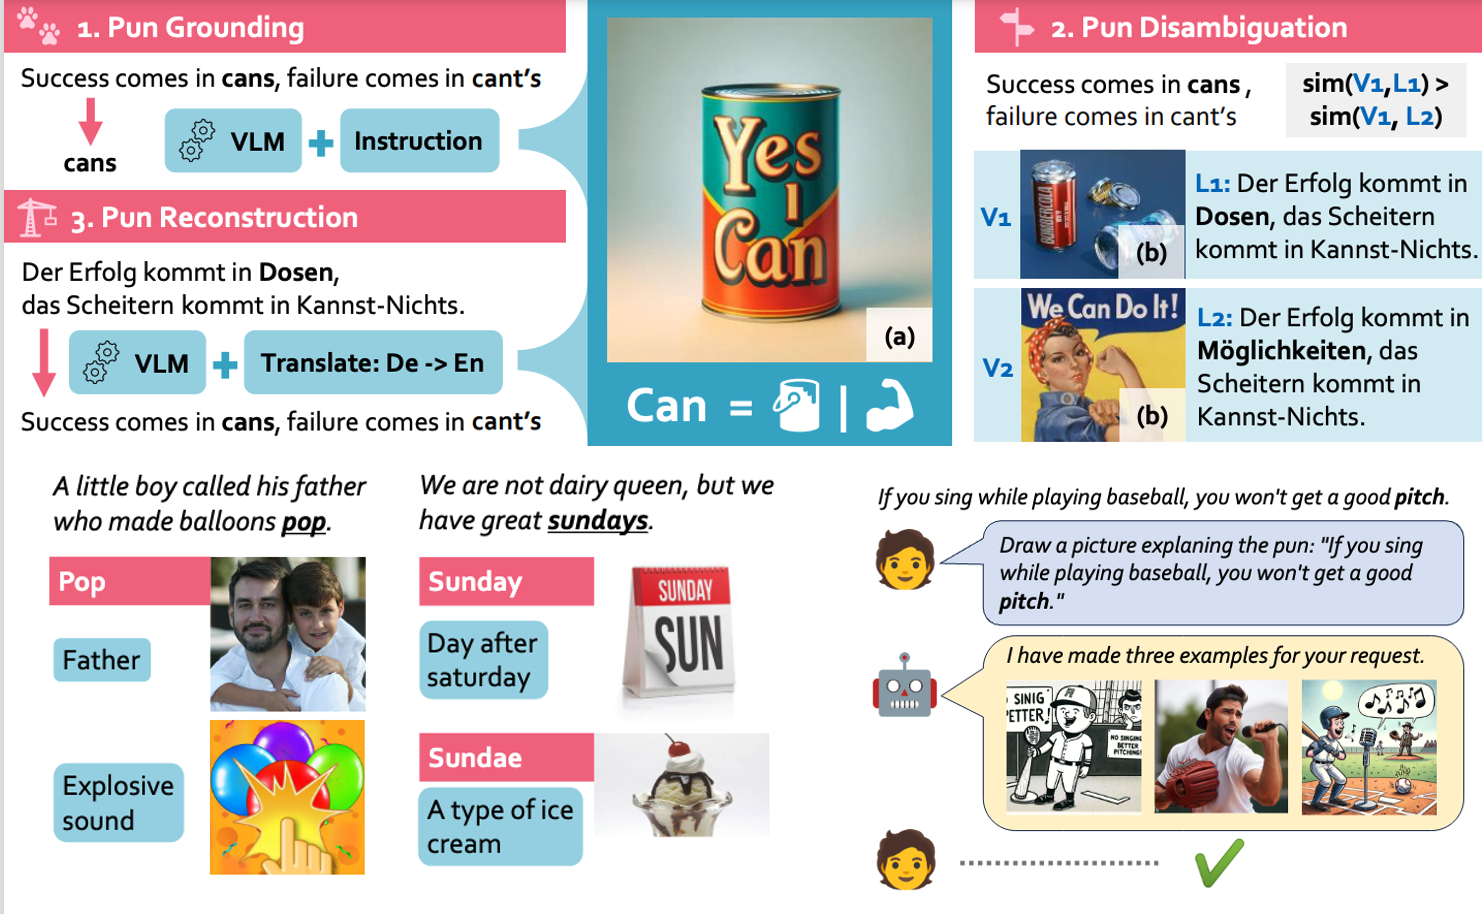 1. Pun Grounding
Success comes in cans, failure comes in cant's
cans
VLM + Instruction
3. Pun Reconstruction
Der Erfolg kommt in Dosen,
das Scheitern kommt in Kannst-Nichts.
VLM + Translate: De -> En
Success comes in cans, failure comes in cant's
Yes
I
Can
(a)
Can = |
2. Pun Disambiguation
Success comes in cans ,
failure comes in cant's
sim(V1,L1) >
sim(V1, L2)
V1
(b)
L1: Der Erfolg kommt in
Dosen, das Scheitern
kommt in Kannst-Nichts.
V2
We Can Do It!
(b)
L2: Der Erfolg kommt in
Möglichkeiten, das
Scheitern kommt in
Kannst-Nichts.
A little boy called his father
who made balloons pop.
Pop
Father
Explosive
sound
We are not dairy queen, but we
have great sundays.
Sunday
Day after
saturday
SUNDAY
SUN
Sundae
A type of ice
cream
If you sing while playing baseball, you won't get a good pitch.
Draw a picture explaning the pun: "If you sing
while playing baseball, you won't get a good
pitch."
I have made three examples for your request.
SINIG
ETTER!
NO SINGING
BETTER
PITCHING!